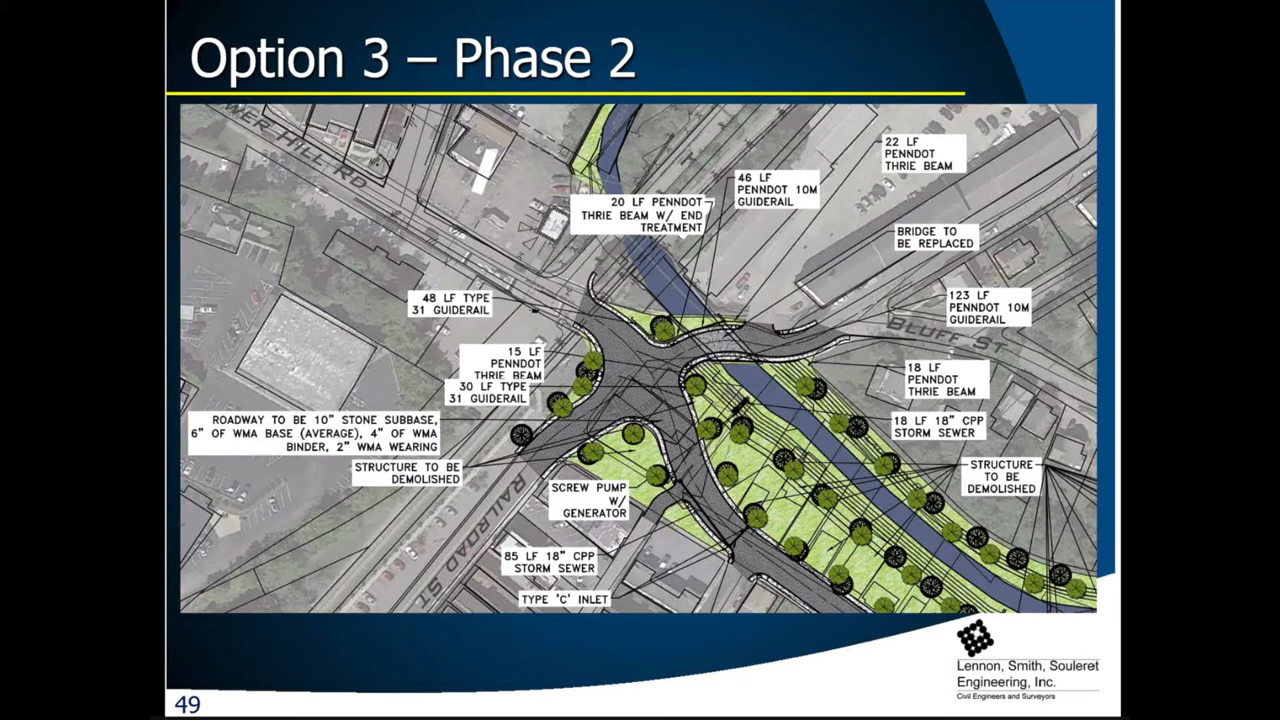 Option 3 – Phase 2
WER HILL RD
22 LF
PENNDOT
THRIE BEAM
46 LF
PENNDOT 10M
GUIDERAIL
20 LF PENNDOT
THRIE BEAM W/ END
TREATMENT
BRIDGE TO
BE REPLACED
48 LF TYPE
31 GUIDERAIL
123 LF
PENNDOT 10M
GUIDERAIL
BLUFF ST
15 LF
PENNDOT
THRIE BEAM
30 LF TYPE
31 GUIDERAIL
18 LF
PENNDOT
THRIE BEAM
ROADWAY TO BE 10" STONE SUBBASE,
6" OF WMA BASE (AVERAGE), 4" OF WMA
BINDER, 2" WMA WEARING
18 LF 18" CPP
STORM SEWER
STRUCTURE TO BE
DEMOLISHED
STRUCTURE
TO BE
DEMOLISHED
SCREW PUMP
W/
GENERATOR
RAILROAD ST
85 LF 18" CPP
STORM SEWER
TYPE 'C' INLET
Lennon, Smith, Souleret
Engineering, Inc.
Civil Engineers and Surveyors
49